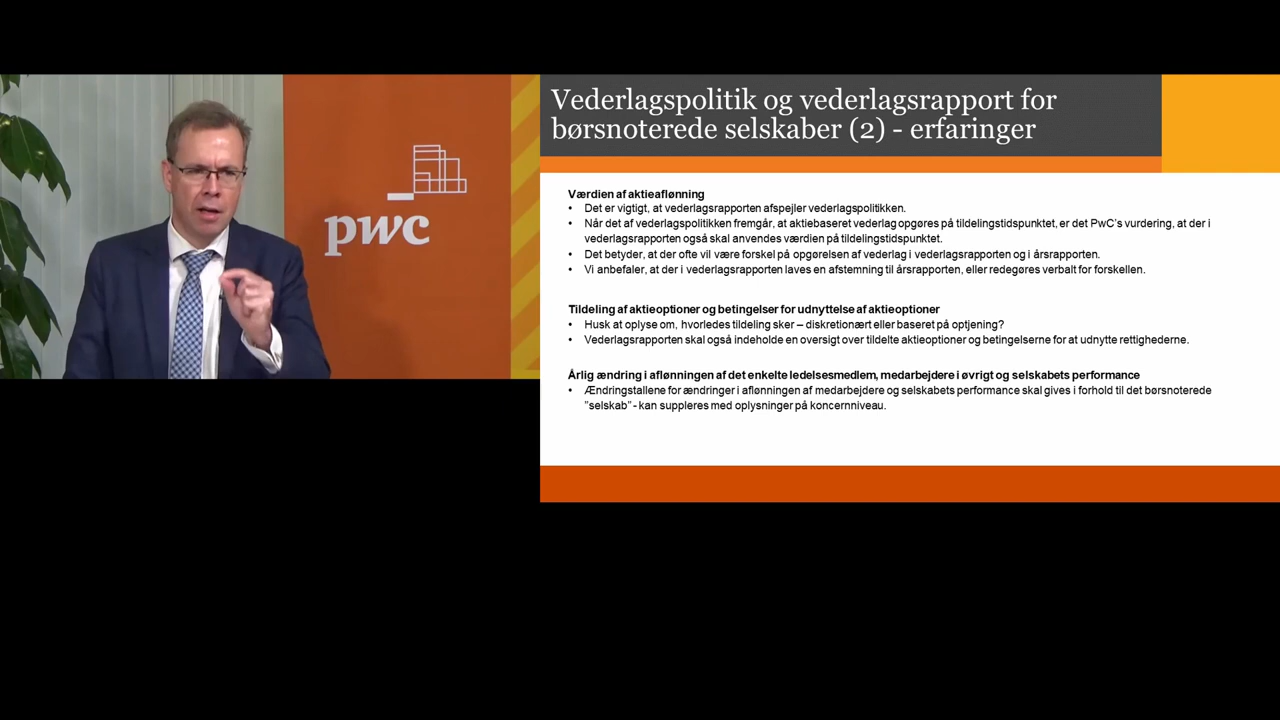 pwc
Vederlagspolitik og vederlagsrapport for
børsnoterede selskaber (2) - erfaringer
Værdien af aktieaflønning
• Det er vigtigt, at vederlagsrapporten afspejler vederlagspolitikken.
• Når det af vederlagspolitikken fremgår, at aktiebaseret vederlag opgøres på tildelingstidspunktet, er det PwC's vurdering, at der i
vederlagsrapporten også skal anvendes værdien på tildelingstidspunktet.
• Det betyder, at der ofte vil være forskel på opgørelsen af vederlag i vederlagsrapporten og i årsrapporten.
• Vi anbefaler, at der i vederlagsrapporten laves en afstemning til årsrapporten, eller redegøres verbalt for forskellen.
Tildeling af aktieoptioner og betingelser for udnyttelse af aktieoptioner
• Husk at oplyse om, hvorledes tildeling sker – diskretionært eller baseret på optjening?
• Vederlagsrapporten skal også indeholde en oversigt over tildelte aktieoptioner og betingelserne for at udnytte rettighederne.
Årlig ændring i aflønningen af det enkelte ledelsesmedlem, medarbejdere i øvrigt og selskabets performance
• Ændringstallene for ændringer i aflønningen af medarbejdere og selskabets performance skal gives i forhold til det børsnoterede
"selskab" - kan suppleres med oplysninger på koncernniveau.